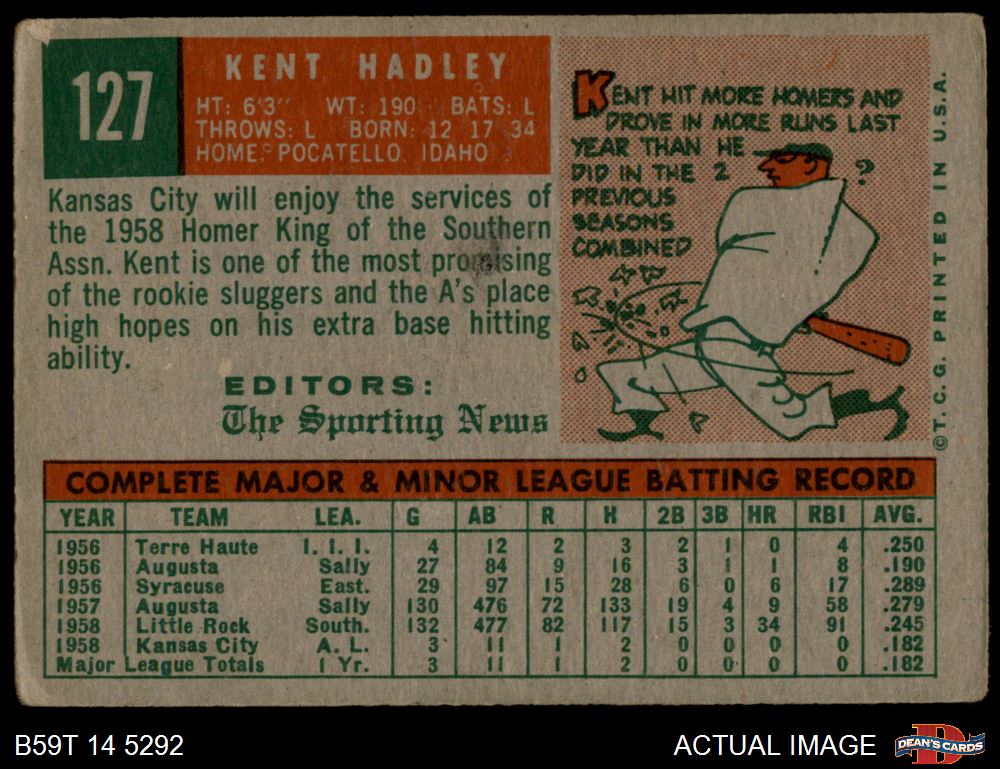 127
KENT HADLEY
HT: 6'3" WT: 190 BATS: L
THROWS: L BORN: 12 17 34
HOME: POCATELLO, IDAHO
Kansas City will enjoy the services of
the 1958 Homer King of the Southern
Assn. Kent is one of the most promising
of the rookie sluggers and the A's place
high hopes on his extra base hitting
ability.
EDITORS:
The Sporting News
KENT HIT MORE HOMERS AND
DROVE IN MORE RUNS LAST
YEAR THAN HE
DID IN THE 2
PREVIOUS
SEASONS
COMBINED
?
©T. C. G. PRINTED IN U.S.A.
COMPLETE MAJOR & MINOR LEAGUE BATTING RECORD
YEAR TEAM LEA. G AB R H 2B 3B HR RBI AVG.
1956 Terre Haute I. I. I. 4 12 2 3 2 1 0 4 .250
1956 Augusta Sally 27 84 9 16 3 1 1 8 .190
1956 Syracuse East. 29 97 15 28 6 0 6 17 .289
1957 Augusta Sally 130 476 72 133 19 4 9 58 .279
1958 Little Rock South. 132 477 82 117 15 3 34 91 .245
1958 Kansas City A. L. 3 11 1 2 0 0 0 0 .182
Major League Totals 1 Yr. 3 11 1 2 0 0 0 0 .182
B59T 14 5292
ACTUAL IMAGE
D
DEAN'S CARDS